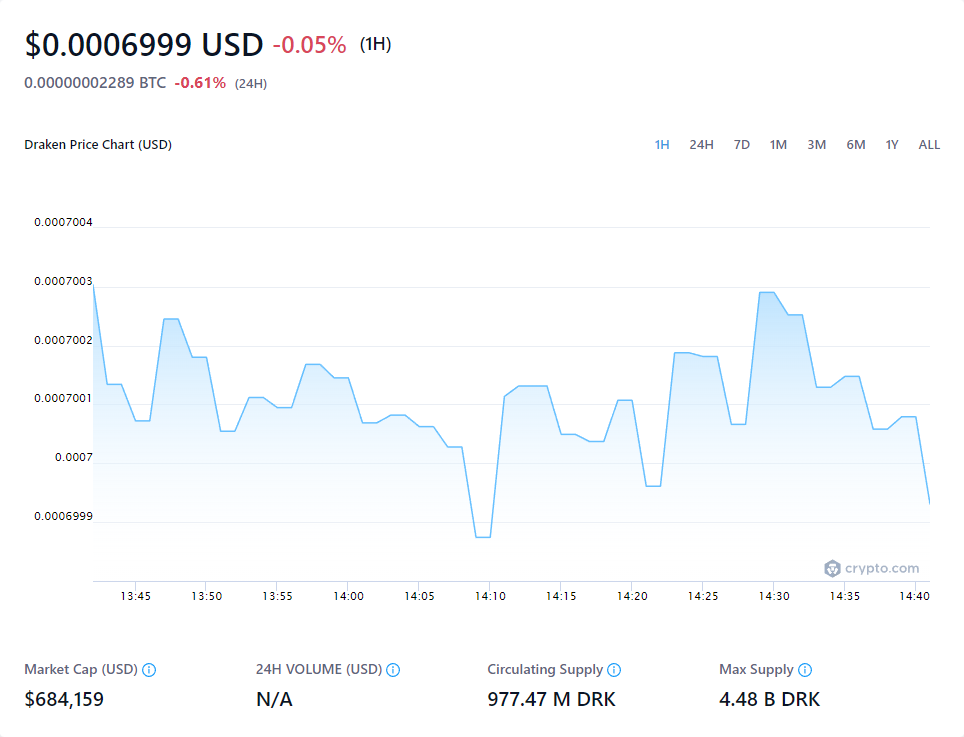 $0.0006999 USD -0.05% (1H)
0.00000002289 BTC -0.61% (24H)
Draken Price Chart (USD) 1H 24H 7D 1M 3M 6M 1Y ALL
0.0007004
0.0007003
0.0007002
0.0007001
0.0007
0.0006999
crypto.com
13:45 13:50 13:55 14:00 14:05 14:10 14:15 14:20 14:25 14:30 14:35 14:40
Market Cap (USD) 24H VOLUME (USD) Circulating Supply Max Supply
$684,159 N/A 977.47 M DRK 4.48 B DRK